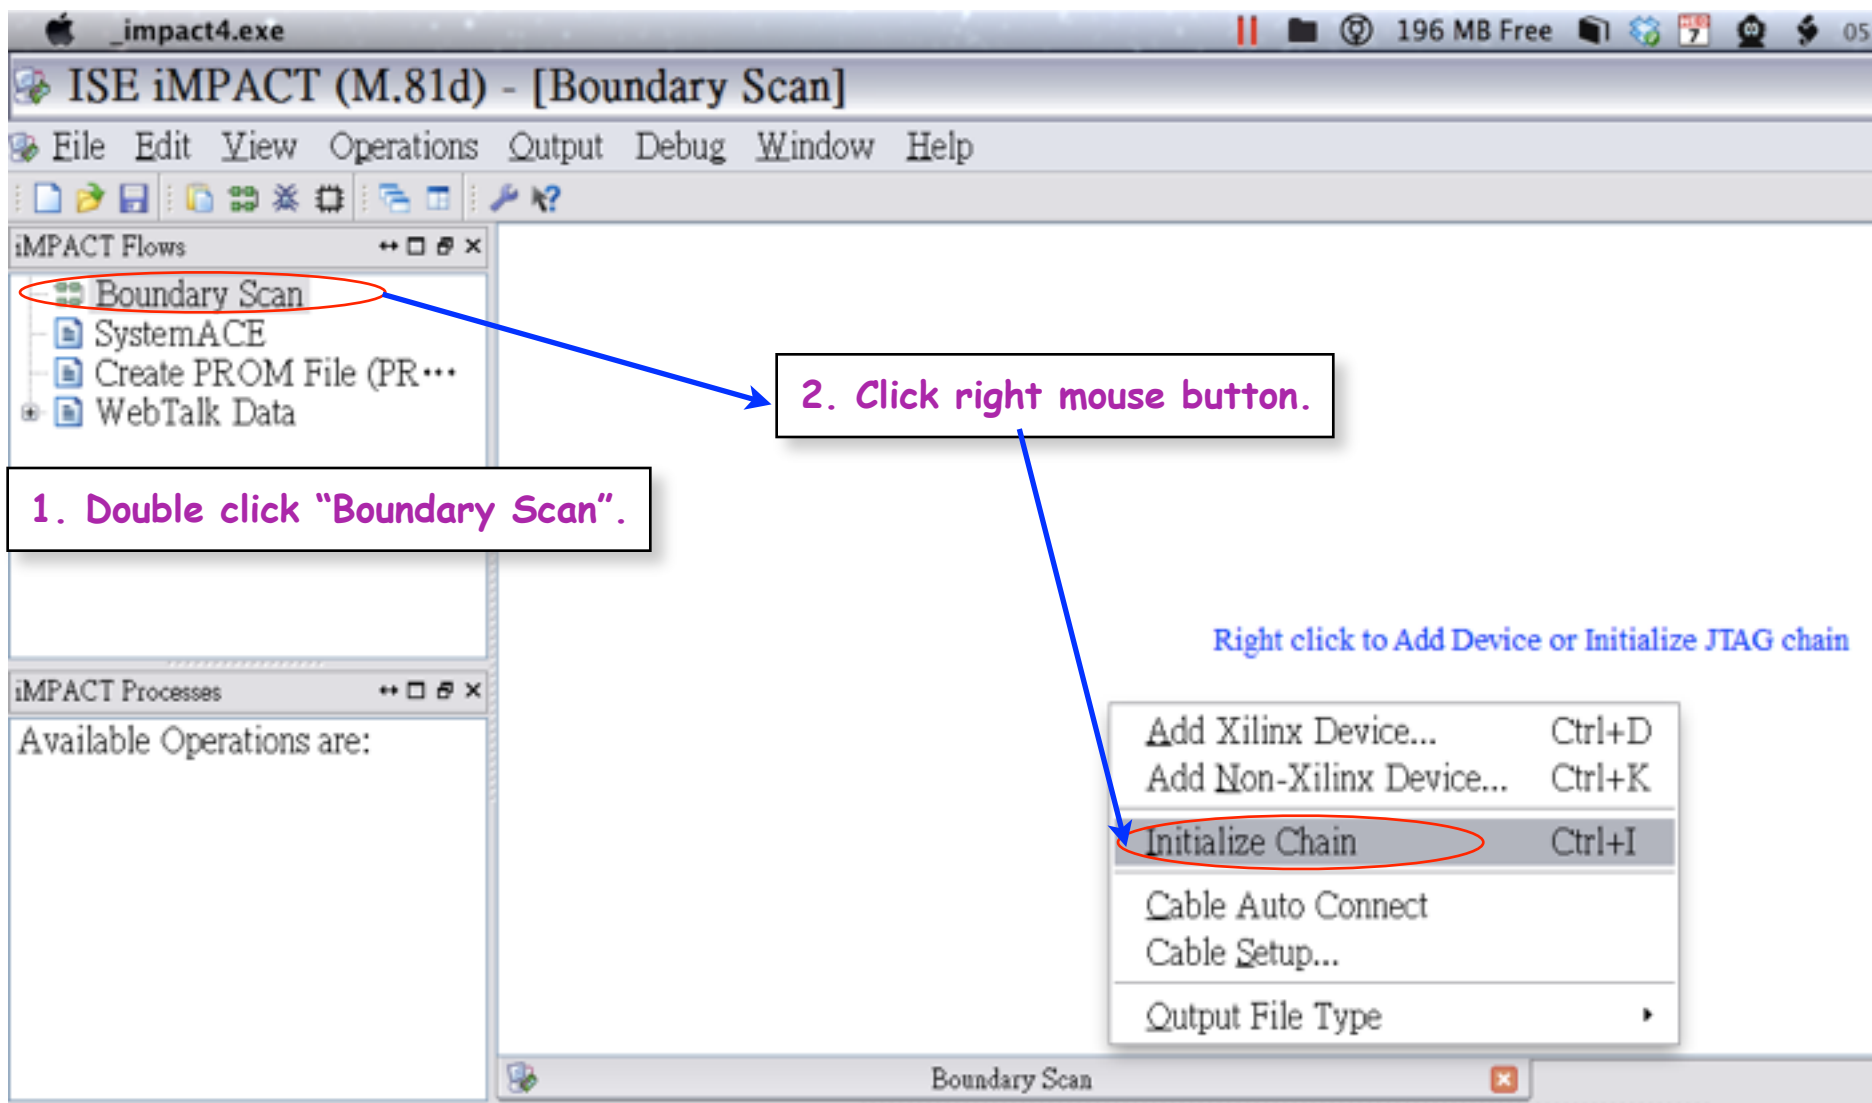 _impact4.exe
196 MB Free
7
05
ISE iMPACT (M.81d) - [Boundary Scan]
File Edit View Operations Output Debug Window Help
iMPACT Flows
Boundary Scan
SystemACE
Create PROM File (PR···
WebTalk Data
2. Click right mouse button.
1. Double click “Boundary Scan”.
Right click to Add Device or Initialize JTAG chain
iMPACT Processes
Available Operations are:
Add Xilinx Device... Ctrl+D
Add Non-Xilinx Device... Ctrl+K
Initialize Chain Ctrl+I
Cable Auto Connect
Cable Setup...
Output File Type
Boundary Scan